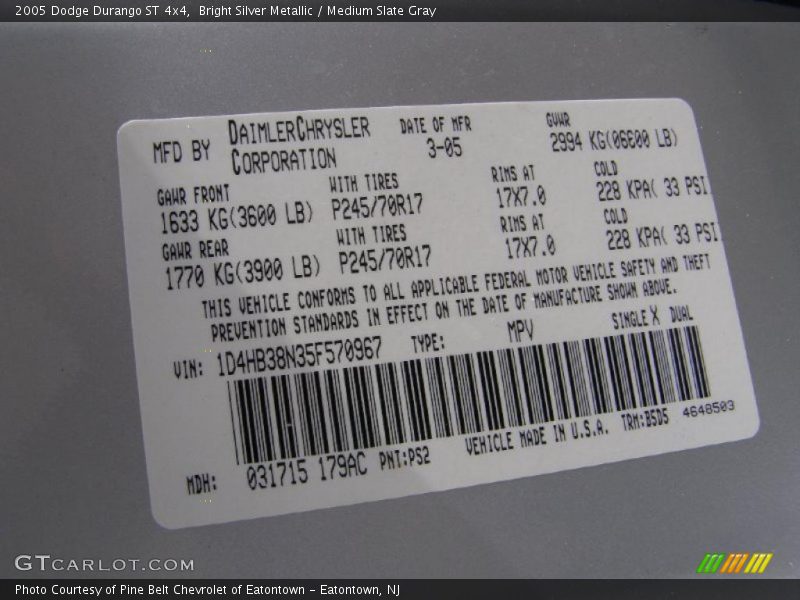 2005 Dodge Durango ST 4x4, Bright Silver Metallic / Medium Slate Gray
MFD BY DAIMLERCHRYSLER CORPORATION DATE OF MFR 3-05 GVWR 2994 KG(06600 LB)
GAWR FRONT WITH TIRES RIMS AT COLD
1633 KG(3600 LB) P245/70R17 17X7.0 228 KPA( 33 PSI
GAWR REAR WITH TIRES RIMS AT COLD
1770 KG(3900 LB) P245/70R17 17X7.0 228 KPA( 33 PSI
THIS VEHICLE CONFORMS TO ALL APPLICABLE FEDERAL MOTOR VEHICLE SAFETY AND THEFT
PREVENTION STANDARDS IN EFFECT ON THE DATE OF MANUFACTURE SHOWN ABOVE.
VIN: 1D4HB38N35F570967 TYPE: MPV SINGLE X DUAL
MDH: 031715 179AC PNT:PS2 VEHICLE MADE IN U.S.A. TRM:B5D5 4648503
GTCARLOT.COM
Photo Courtesy of Pine Belt Chevrolet of Eatontown – Eatontown, NJ